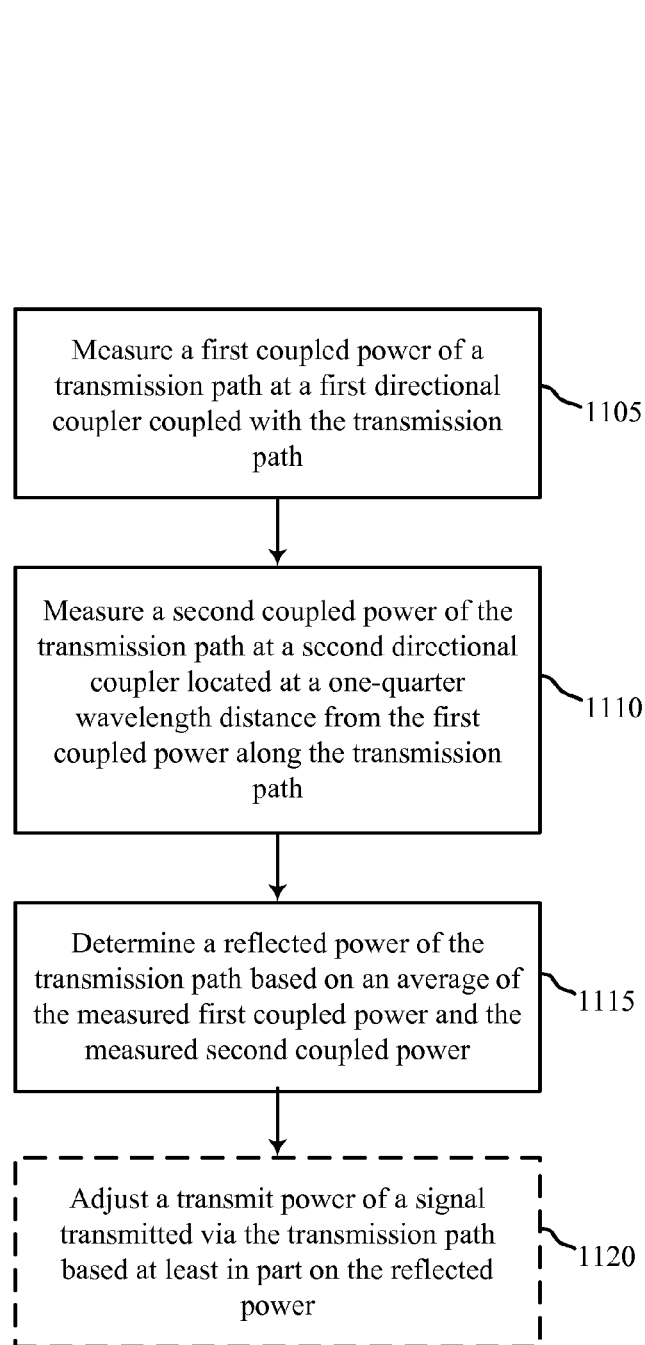 Measure a first coupled power of a
transmission path at a first directional
coupler coupled with the transmission
path
1105
Measure a second coupled power of the
transmission path at a second directional
coupler located at a one-quarter
wavelength distance from the first
coupled power along the transmission
path
1110
Determine a reflected power of the
transmission path based on an average of
the measured first coupled power and the
measured second coupled power
1115
Adjust a transmit power of a signal
transmitted via the transmission path
based at least in part on the reflected
power
1120